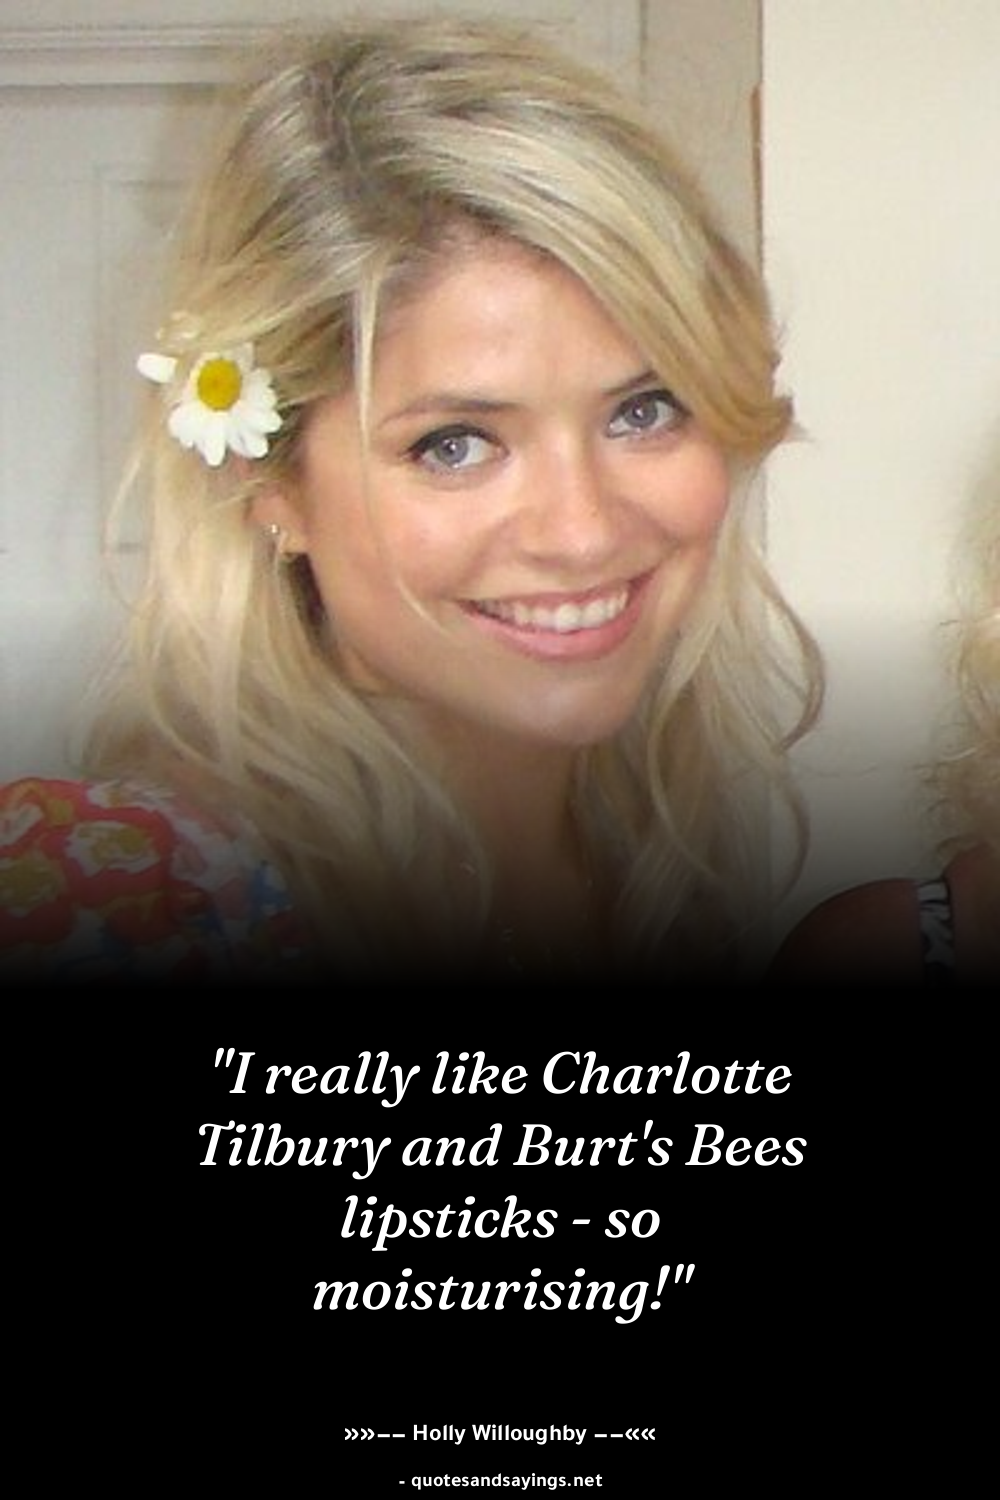 "I really like Charlotte
Tilbury and Burt's Bees
lipsticks - so
moisturising!"
»»−− Holly Willoughby −−««
- quotesandsayings.net